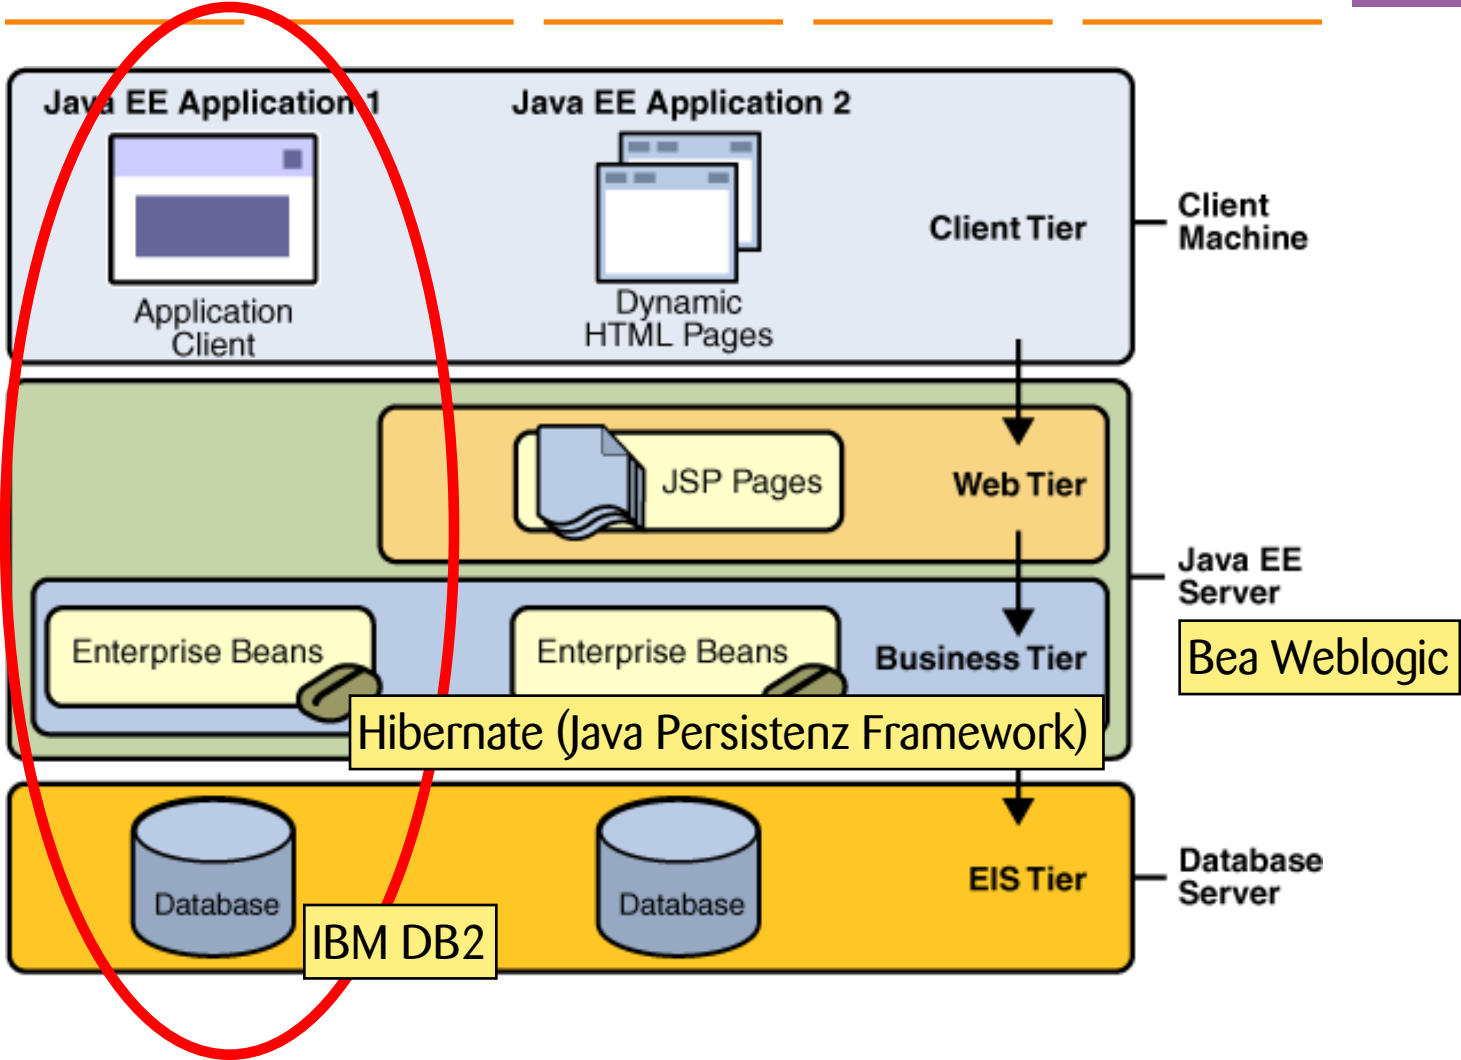 Java EE Application 1
Java EE Application 2
Application
Client
Dynamic
HTML Pages
Client Tier
Client
Machine
JSP Pages
Web Tier
Java EE
Server
Enterprise Beans
Enterprise Beans
Business Tier
Bea Weblogic
Hibernate (Java Persistenz Framework)
Database
Database
EIS Tier
Database
Server
IBM DB2